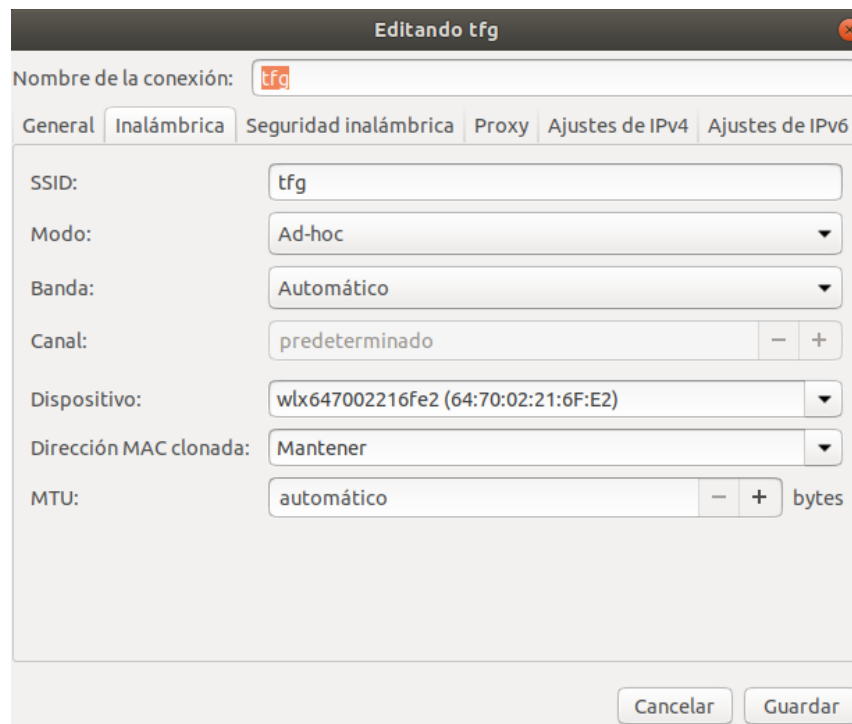 Editando tfg
Nombre de la conexión: tfg
General Inalámbrica Seguridad inalámbrica Proxy Ajustes de IPv4 Ajustes de IPv6
SSID: tfg
Modo: Ad-hoc
Banda: Automático
Canal: predeterminado − +
Dispositivo: wlx647002216fe2 (64:70:02:21:6F:E2)
Dirección MAC clonada: Mantener
MTU: automático − + bytes
Cancelar Guardar